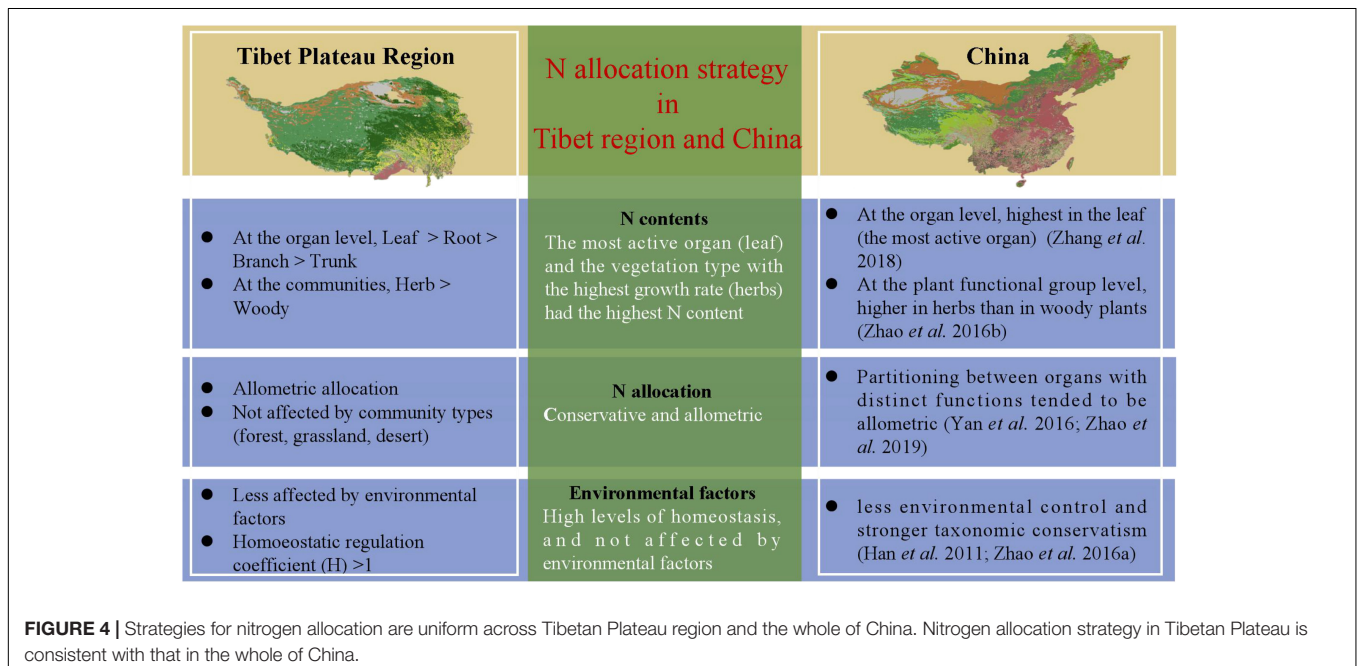 Tibet Plateau Region
N allocation strategy
in
Tibet region and China
China
● At the organ level, Leaf > Root >
Branch > Trunk
● At the communities, Herb >
Woody
N contents
The most active organ (leaf)
and the vegetation type with
the highest growth rate (herbs)
had the highest N content
● At the organ level, highest in the leaf
(the most active organ) (Zhang et al.
2018)
● At the plant functional group level,
higher in herbs than in woody plants
(Zhao et al. 2016b)
● Allometric allocation
● Not affected by community types
(forest, grassland, desert)
N allocation
Conservative and allometric
● Partitioning between organs with
distinct functions tended to be
allometric (Yan et al. 2016; Zhao et
al. 2019)
● Less affected by environmental
factors
● Homoeostatic regulation
coefficient (H) >1
Environmental factors
High levels of homeostasis,
and not affected by
environmental factors
● less environmental control and
stronger taxonomic conservatism
(Han et al. 2011; Zhao et al. 2016a)
FIGURE 4 | Strategies for nitrogen allocation are uniform across Tibetan Plateau region and the whole of China. Nitrogen allocation strategy in Tibetan Plateau is
consistent with that in the whole of China.